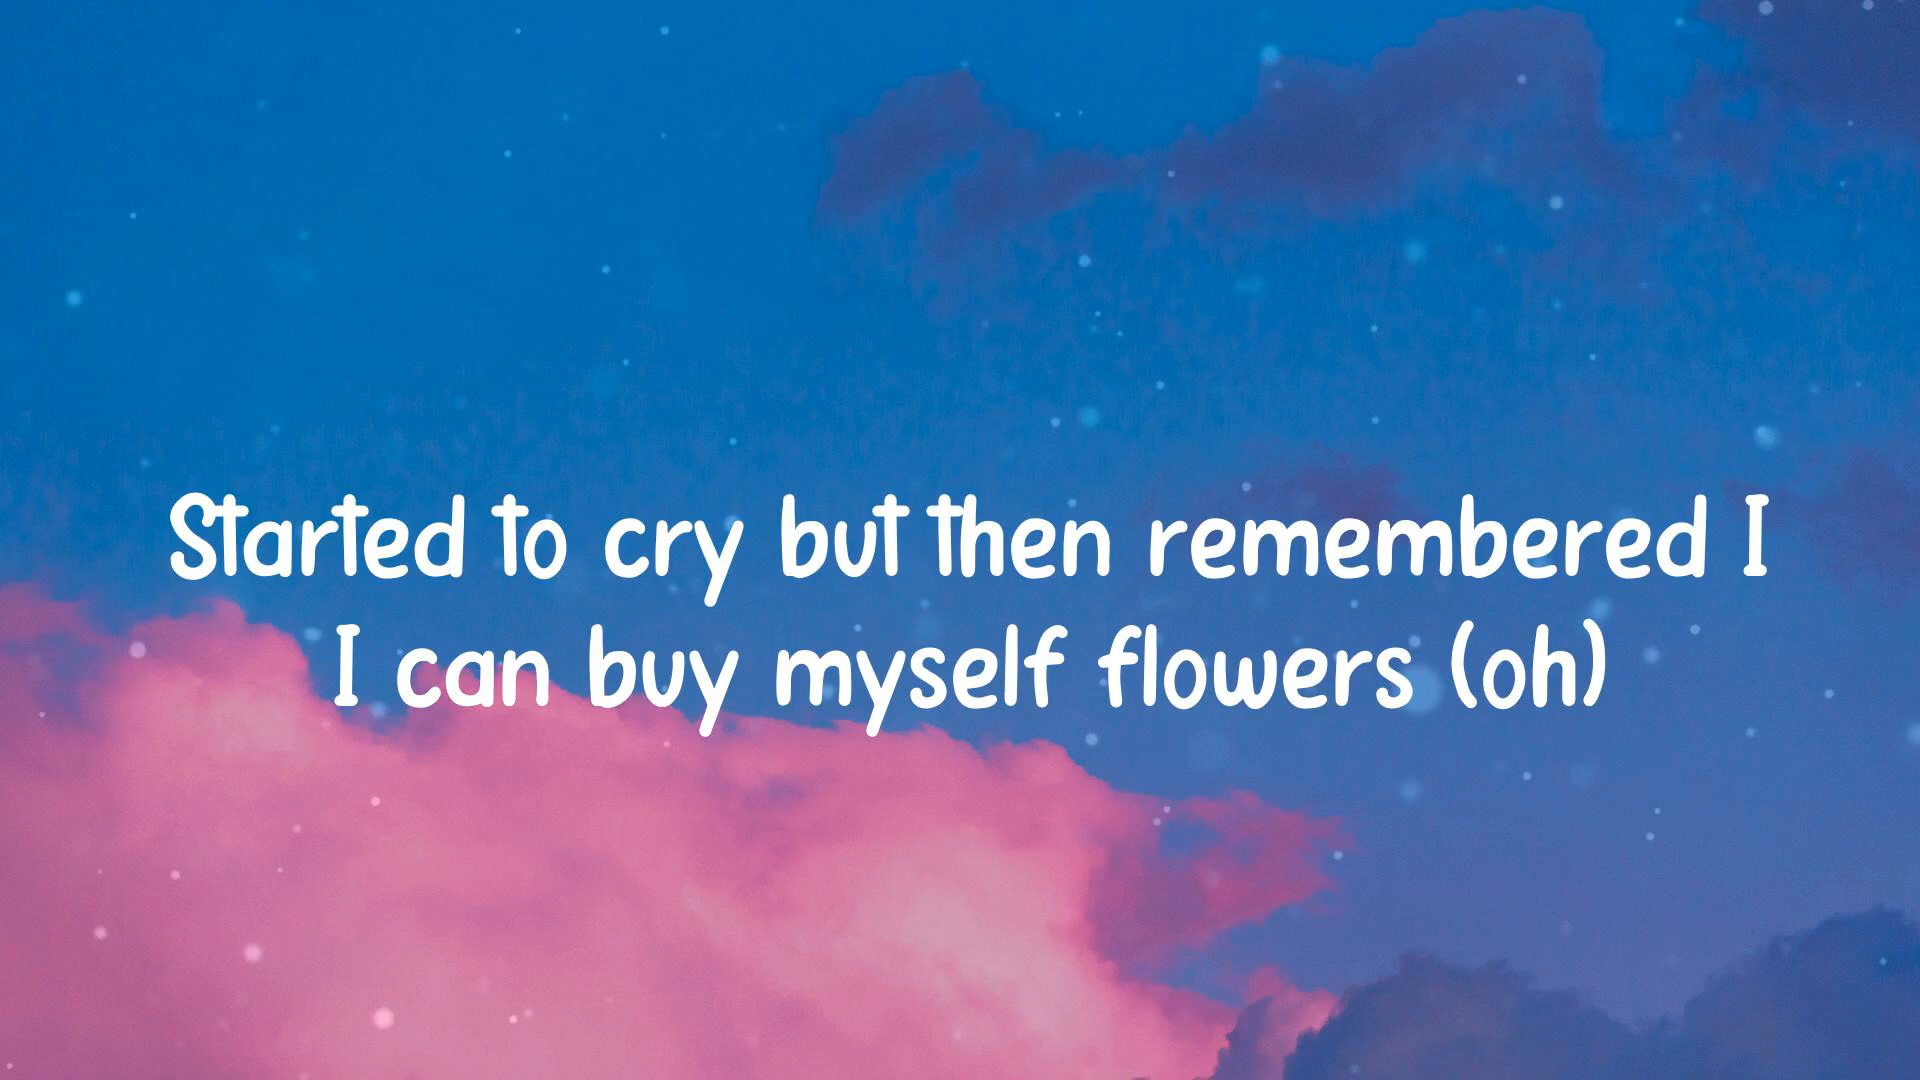 Started to cry but then remembered I
I can buy myself flowers (oh)